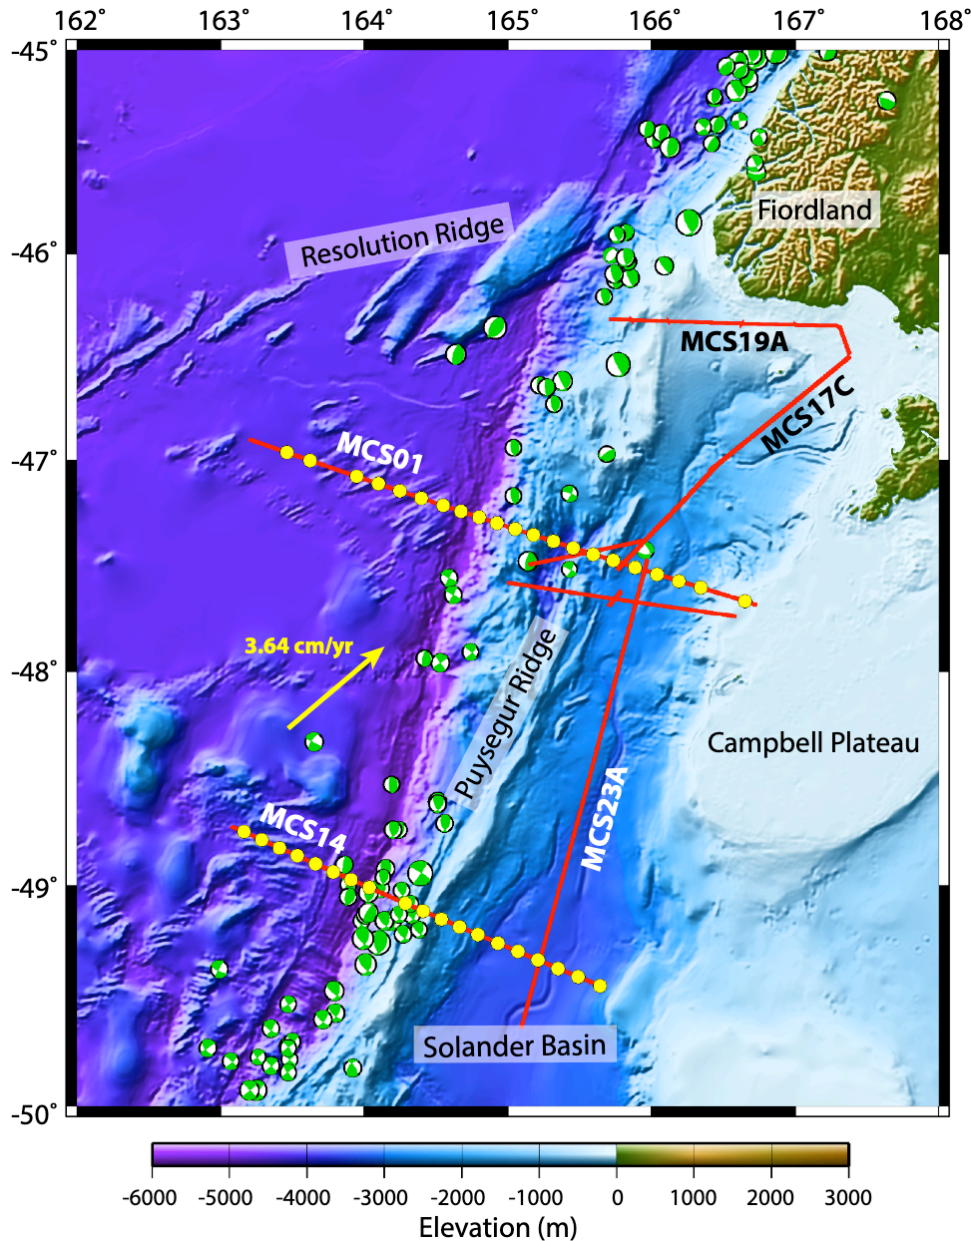 162° 163° 164° 165° 166° 167° 168°
-45°
Fiordland
Resolution Ridge
-46°
MCS19A
MCS17C
MCS01
-47°
3.64 cm/yr
-48°
Puysegur Ridge
Campbell Plateau
MCS23A
MCS14
-49°
Solander Basin
-50°
-6000 -5000 -4000 -3000 -2000 -1000 0 1000 2000 3000
Elevation (m)